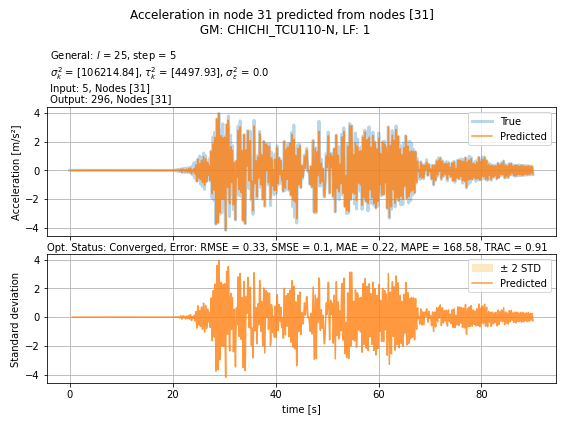 Acceleration in node 31 predicted from nodes [31]
GM: CHICHI_TCU110-N, LF: 1
General: l = 25, step = 5
σ²ₖ = [106214.84], τ²ₖ = [4497.93], σ²ε = 0.0
Input: 5, Nodes [31]
Output: 296, Nodes [31]
Acceleration [m/s²]
4
2
0
−2
−4
True
Predicted
Opt. Status: Converged, Error: RMSE = 0.33, SMSE = 0.1, MAE = 0.22, MAPE = 168.58, TRAC = 0.91
Standard deviation
4
2
0
−2
−4
± 2 STD
Predicted
0 20 40 60 80
time [s]